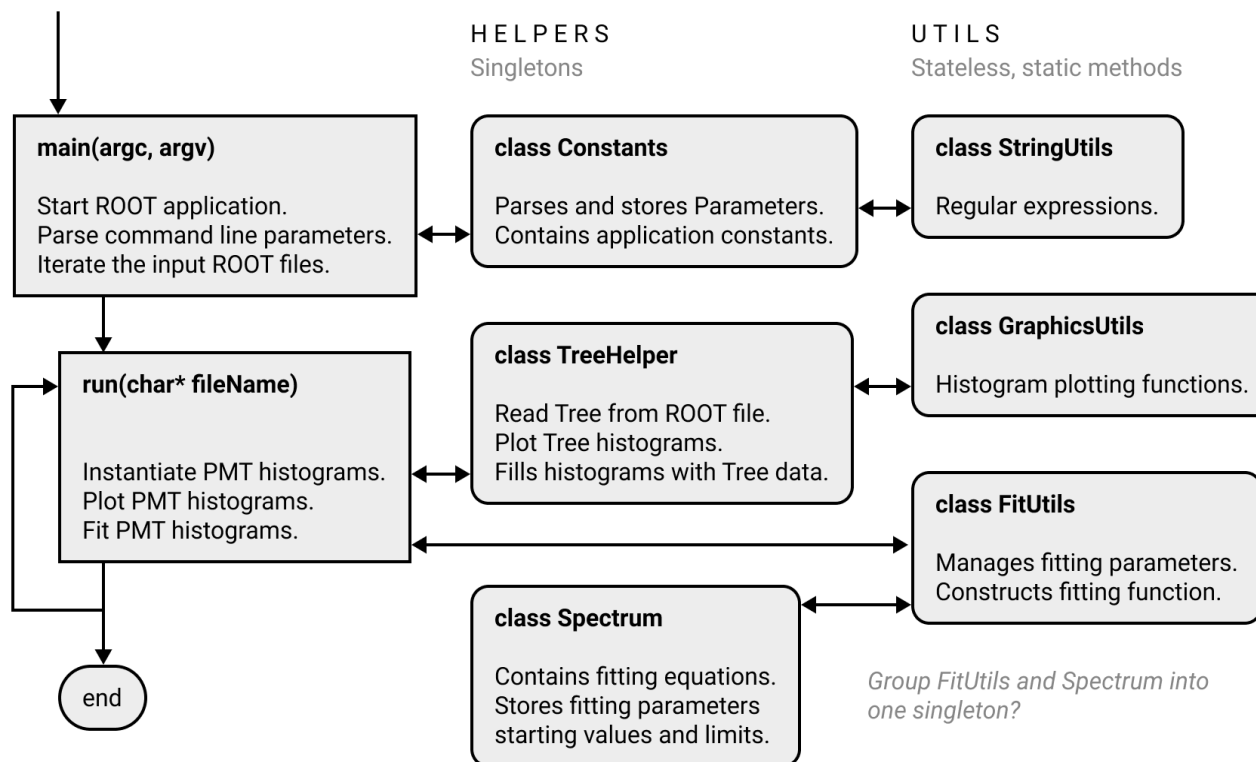 HELPERS
Singletons
UTILS
Stateless, static methods
main(argc, argv)
Start ROOT application.
Parse command line parameters.
Iterate the input ROOT files.
class Constants
Parses and stores Parameters.
Contains application constants.
class StringUtils
Regular expressions.
run(char* fileName)
Instantiate PMT histograms.
Plot PMT histograms.
Fit PMT histograms.
class TreeHelper
Read Tree from ROOT file.
Plot Tree histograms.
Fills histograms with Tree data.
class GraphicsUtils
Histogram plotting functions.
class FitUtils
Manages fitting parameters.
Constructs fitting function.
class Spectrum
Contains fitting equations.
Stores fitting parameters
starting values and limits.
Group FitUtils and Spectrum into
one singleton?
end